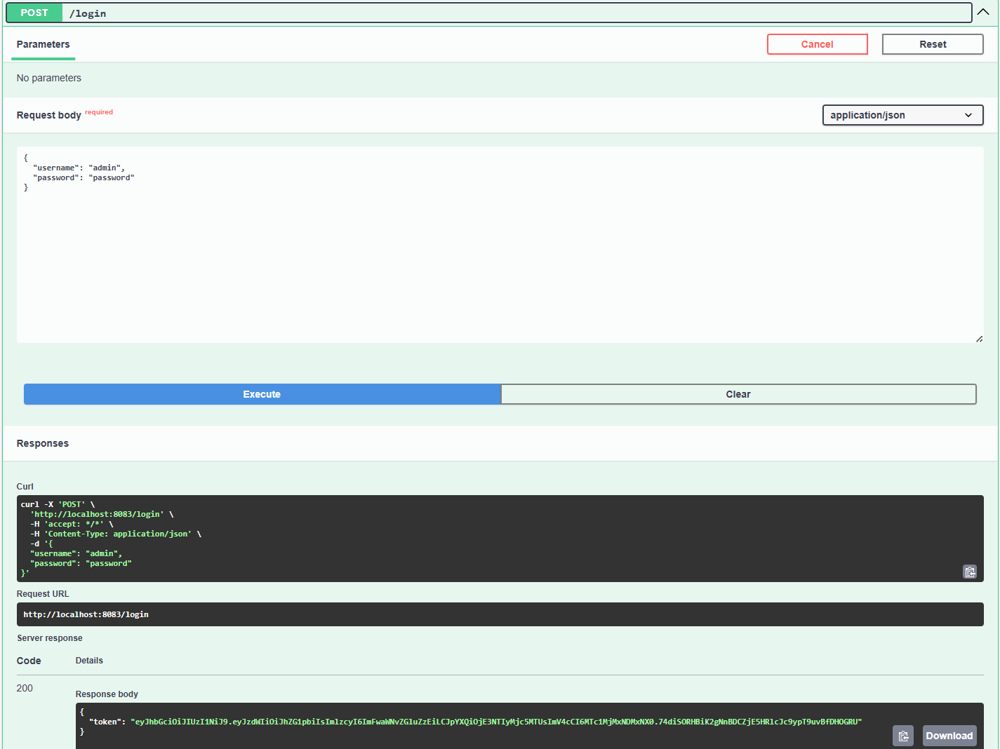 POST /login
Parameters
Cancel
Reset
No parameters
Request body required
application/json
{
  "username": "admin",
  "password": "password"
}
Execute
Clear
Responses
Curl
curl -X 'POST' \
  'http://localhost:8083/login' \
  -H 'accept: */*' \
  -H 'Content-Type: application/json' \
  -d '{
  "username": "admin",
  "password": "password"
}'
Request URL
http://localhost:8083/login
Server response
Code Details
200
Response body
{
  "token": "eyJhbGciOiJIUzI1NiJ9.eyJzdWIiOiJhZG1pbiIsImlzcyI6ImFwaWNvZGluZzEiLCJpYXQiOjE3NTIyMjc5MTUsImV4cCI6MTc1MjMxNDMxNX0.74diSORHBiK2gNnBDCZjE5HRlcJc9ypT9uvBfDHOGRU"
}
Download